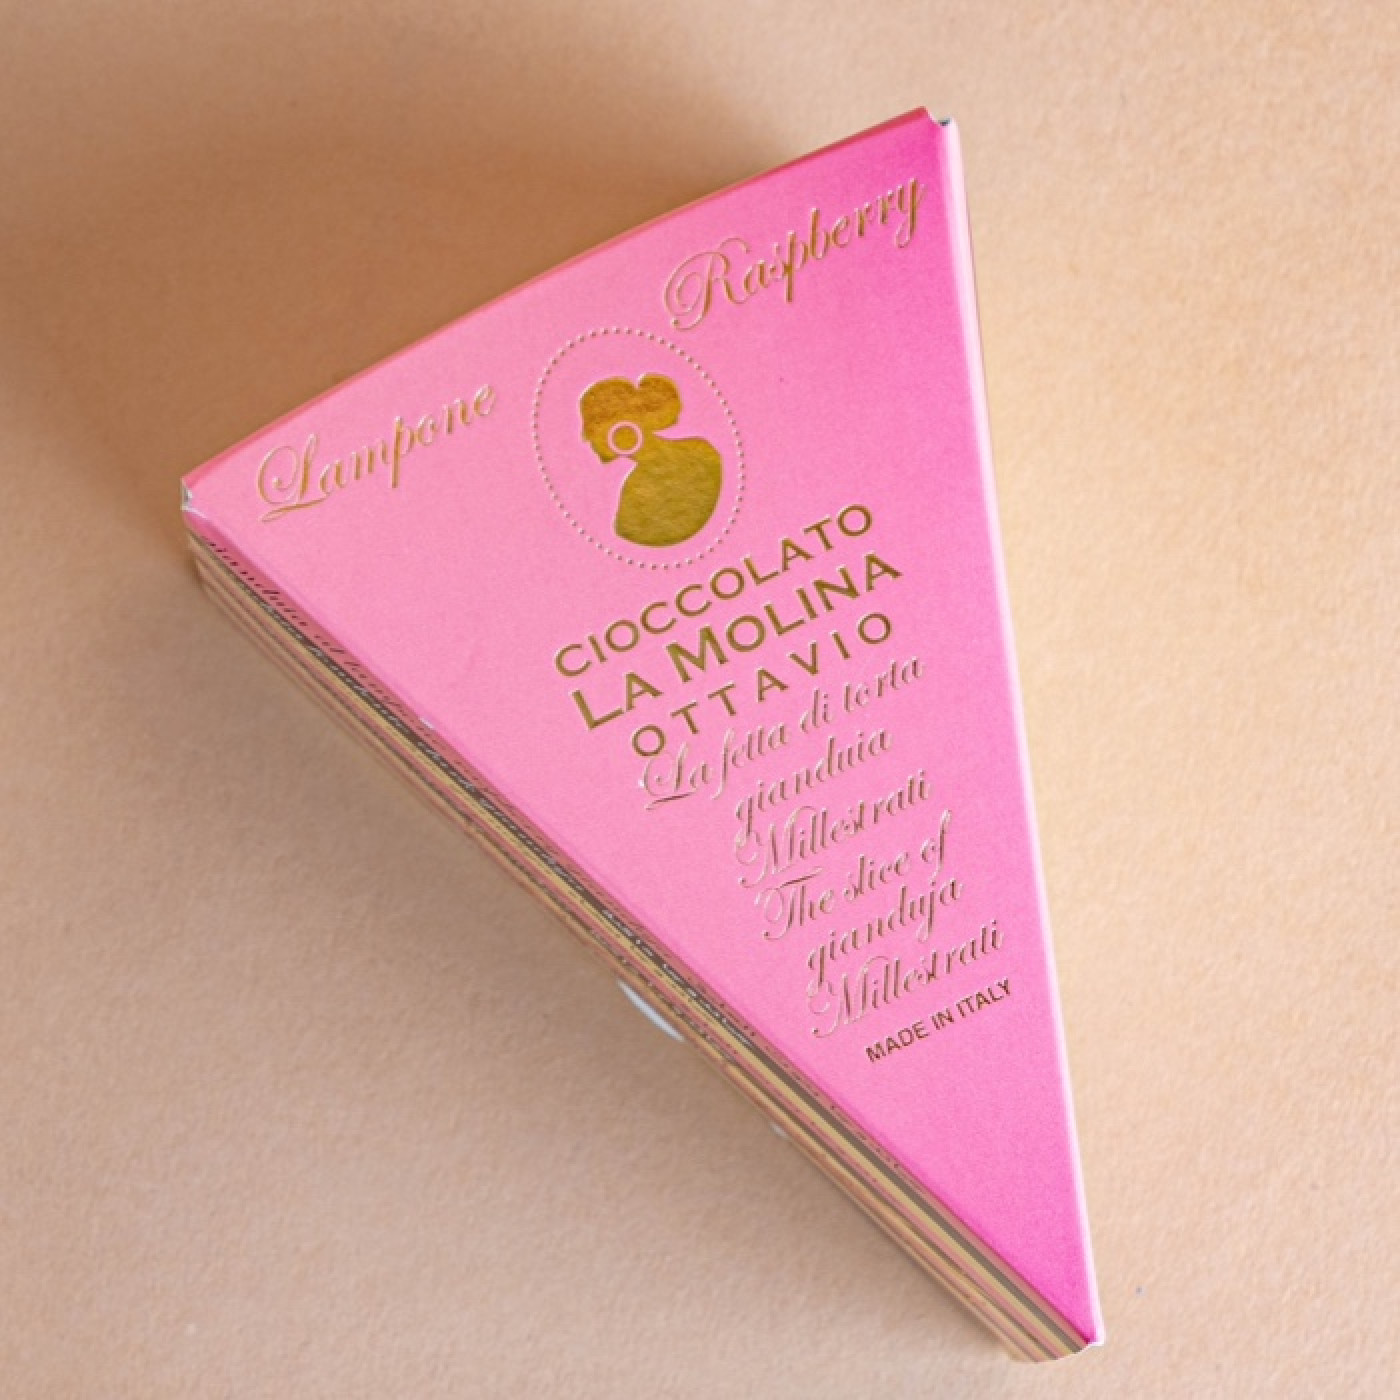 Lampone
Raspberry
CIOCCOLATO
LA MOLINA
OTTAVIO
La fetta di torta
gianduia
Millestrati
The slice of
gianduja
Millestrati
MADE IN ITALY